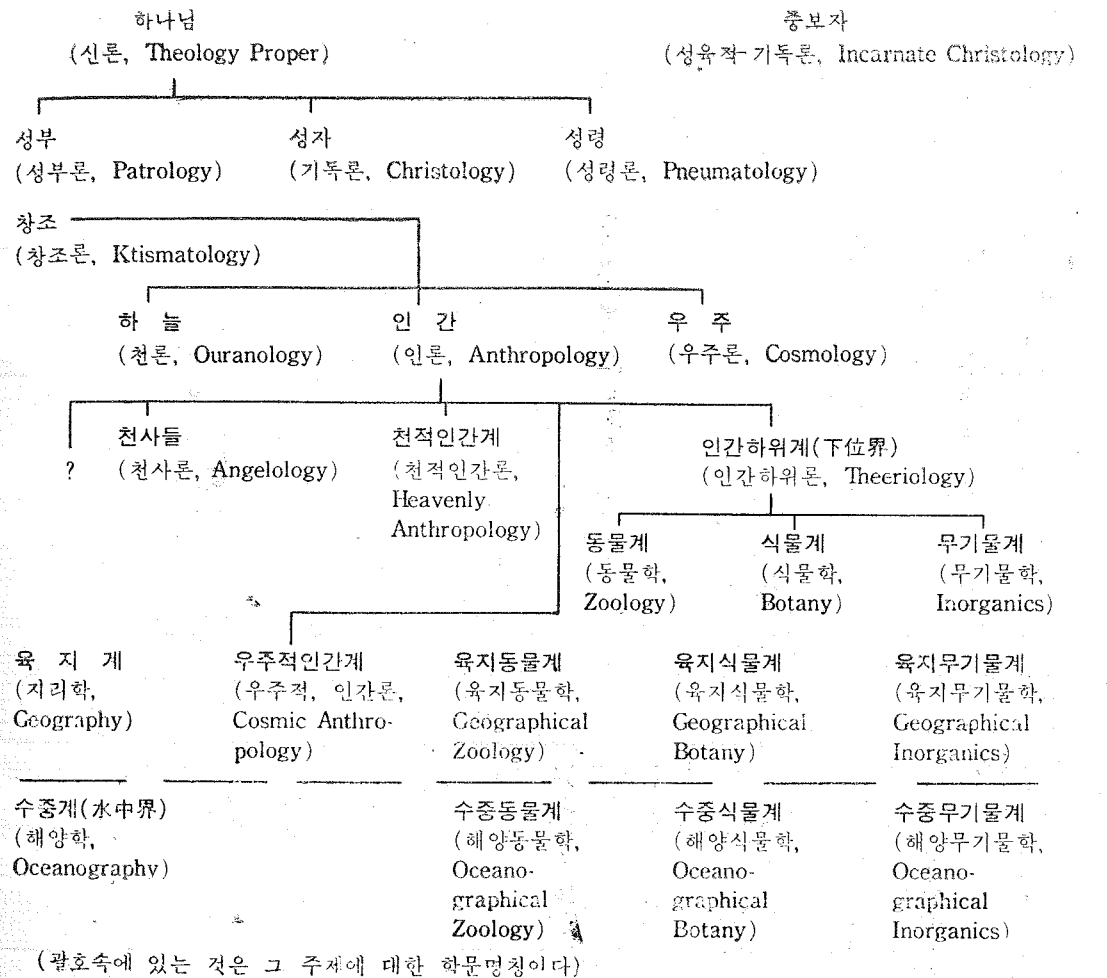 하나님 중보자
(신론, Theology Proper) (성육적 기독론, Incarnate Christology)
성부 성자 성령
(성부론, Patrology) (기독론, Christology) (성령론, Pneumatology)
창조
(창조론, Ktismatology)
하 늘 인 간 우 주
(천론, Ouranology) (인론, Anthropology) (우주론, Cosmology)
천사들 천적인간계 인간하위계(下位界)
? (천사론, Angelology) (천적인간론, (인간하위론, Theeriology)
Heavenly
Anthropology)
동물계 식물계 무기물계
(동물학, (식물학, (무기물학,
Zoology) Botany) Inorganics)
육 지 계 우주적인간계 육지동물계 육지식물계 육지무기물계
(지리학, (우주적, 인간론, (육지동물학, (육지식물학, (육지무기물학,
Geography) Cosmic Anthro- Geographical Geographical Geographical
pology) Zoology) Botany) Inorganics)
수중계(水中界) 수중동물계 수중식물계 수중무기물계
(해양학, (해양동물학, (해양식물학, (해양무기물학,
Oceanography) Oceano- Oceano- Oceano-
graphical graphical graphical
Zoology) Botany) Inorganics)
(괄호속에 있는 것은 그 주제에 대한 학문명칭이다)